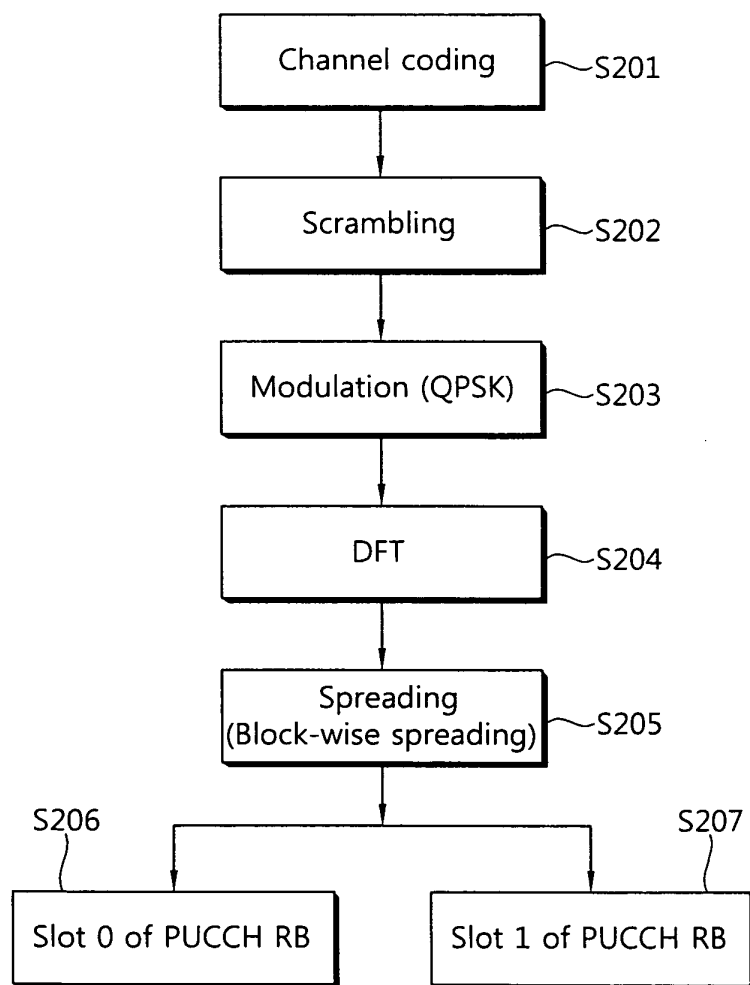 Channel coding
S201
Scrambling
S202
Modulation (QPSK)
S203
DFT
S204
Spreading
(Block-wise spreading)
S205
S206
S207
Slot 0 of PUCCH RB
Slot 1 of PUCCH RB